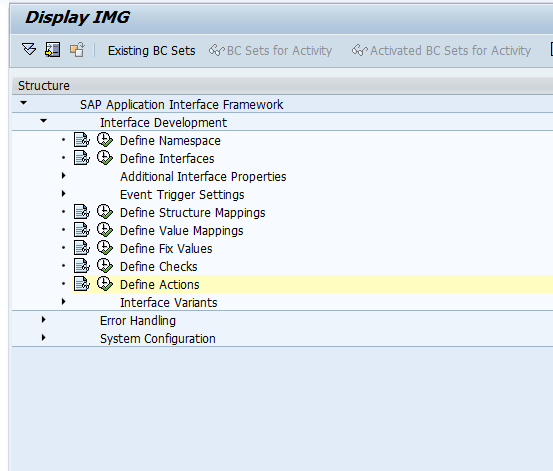 Display IMG
Existing BC Sets BC Sets for Activity Activated BC Sets for Activity
Structure
SAP Application Interface Framework
Interface Development
Define Namespace
Define Interfaces
Additional Interface Properties
Event Trigger Settings
Define Structure Mappings
Define Value Mappings
Define Fix Values
Define Checks
Define Actions
Interface Variants
Error Handling
System Configuration